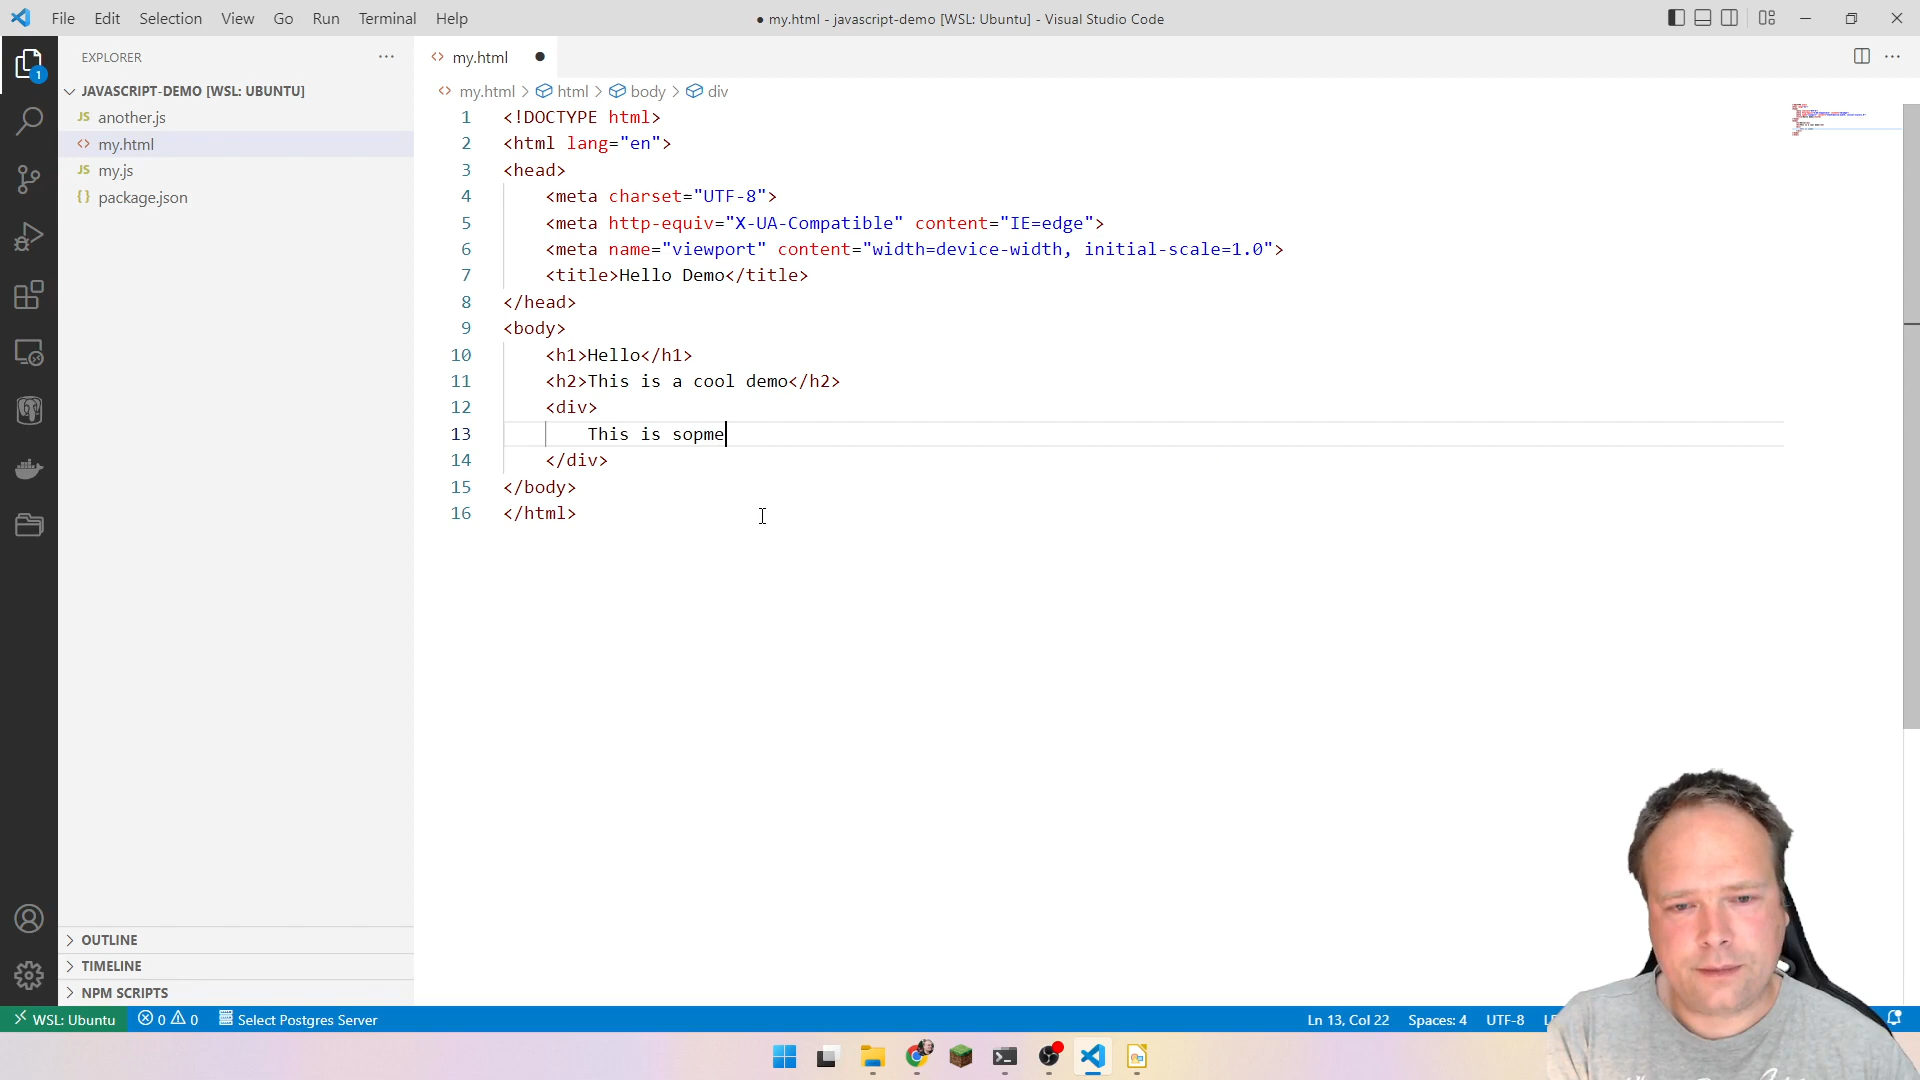 File Edit Selection View Go Run Terminal Help
● my.html - javascript-demo [WSL: Ubuntu] - Visual Studio Code
EXPLORER
my.html
1
JAVASCRIPT-DEMO [WSL: UBUNTU]
JS another.js
my.html
JS my.js
{} package.json
my.html > html > body > div
1 <!DOCTYPE html>
2 <html lang="en">
3 <head>
4 <meta charset="UTF-8">
5 <meta http-equiv="X-UA-Compatible" content="IE=edge">
6 <meta name="viewport" content="width=device-width, initial-scale=1.0">
7 <title>Hello Demo</title>
8 </head>
9 <body>
10 <h1>Hello</h1>
11 <h2>This is a cool demo</h2>
12 <div>
13 This is sopme
14 </div>
15 </body>
16 </html>
OUTLINE
TIMELINE
NPM SCRIPTS
WSL: Ubuntu 0 0 Select Postgres Server
Ln 13, Col 22 Spaces: 4 UTF-8